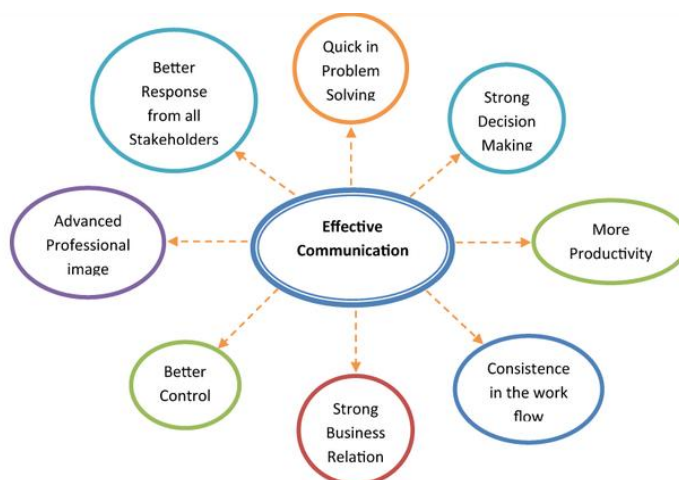 Quick in
Problem
Solving
Better
Response
from all
Stakeholders
Strong
Decision
Making
Advanced
Professional
image
Effective
Communication
More
Productivity
Better
Control
Strong
Business
Relation
Consistence
in the work
flow